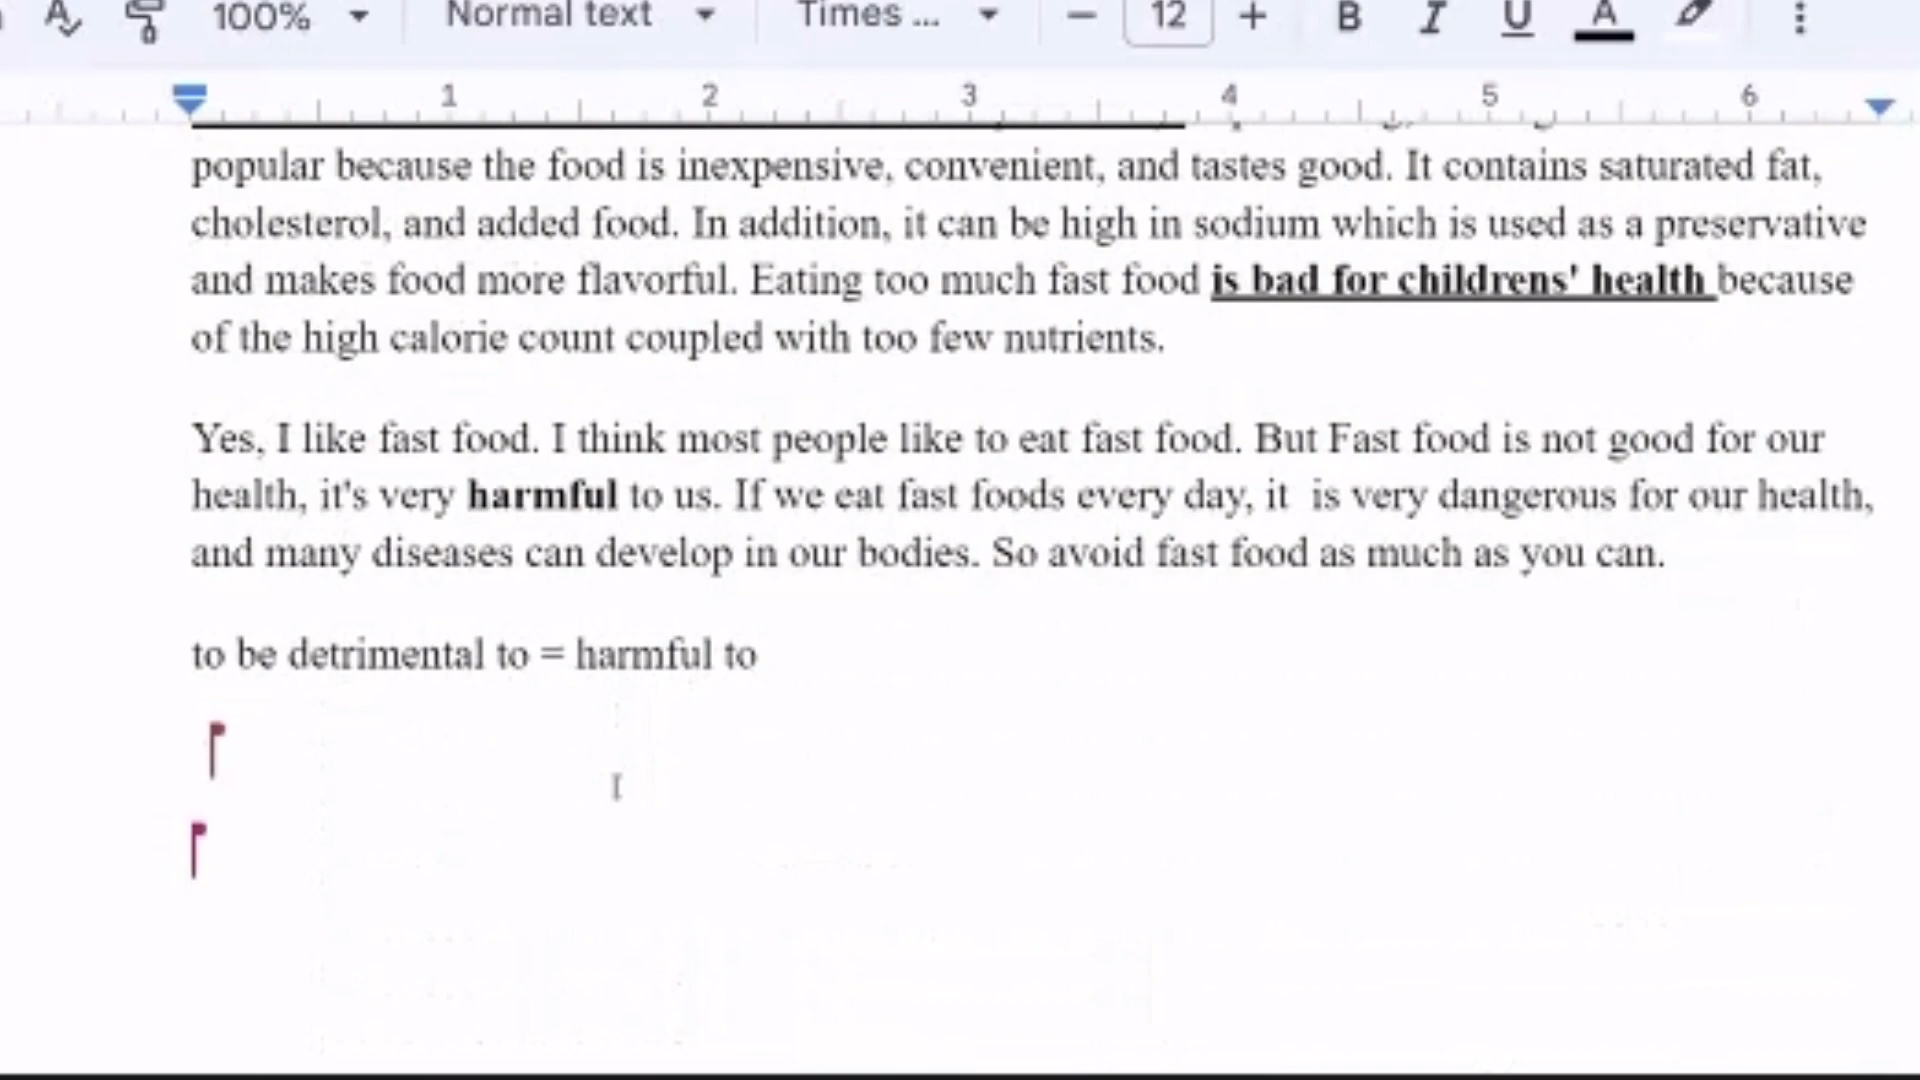 100% Normal text Times ... 12 B I U A
1 2 3 4 5 6
popular because the food is inexpensive, convenient, and tastes good. It contains saturated fat,
cholesterol, and added food. In addition, it can be high in sodium which is used as a preservative
and makes food more flavorful. Eating too much fast food is bad for childrens' health because
of the high calorie count coupled with too few nutrients.
Yes, I like fast food. I think most people like to eat fast food. But Fast food is not good for our
health, it's very harmful to us. If we eat fast foods every day, it  is very dangerous for our health,
and many diseases can develop in our bodies. So avoid fast food as much as you can.
to be detrimental to = harmful to